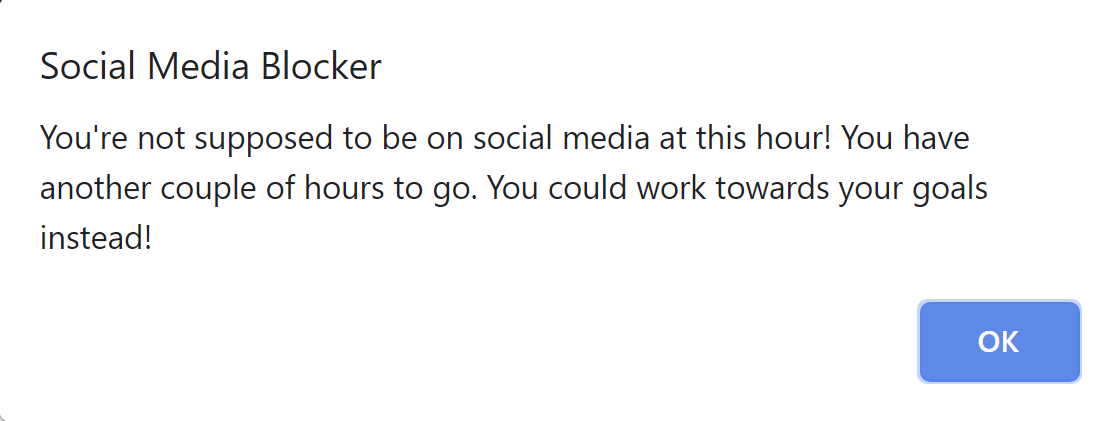 Social Media Blocker
You're not supposed to be on social media at this hour! You have
another couple of hours to go. You could work towards your goals
instead!
OK